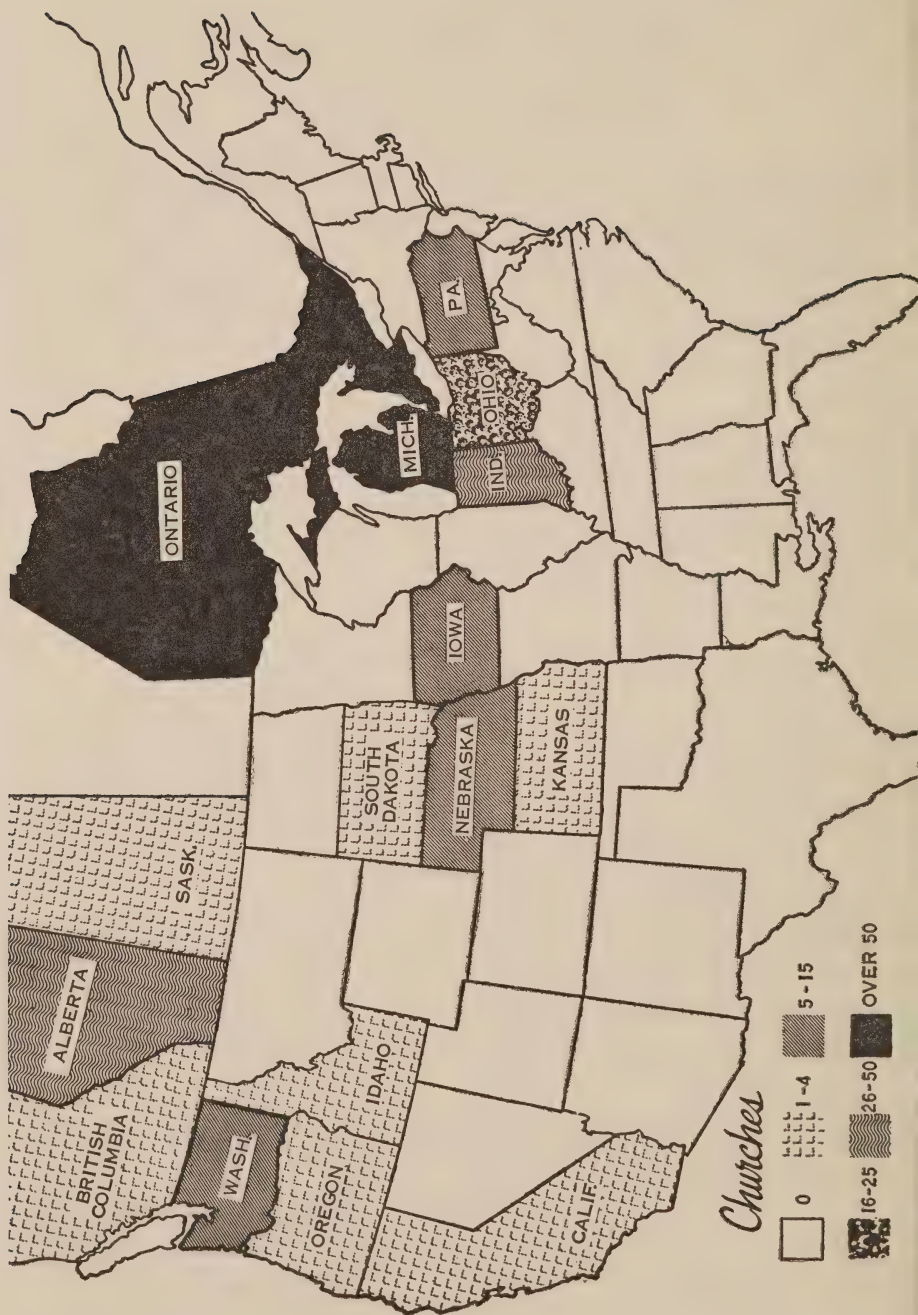 ONTARIO
MICH.
PA.
OHIO
IND.
IOWA
SOUTH
DAKOTA
NEBRASKA
KANSAS
SASK.
ALBERTA
BRITISH
COLUMBIA
WASH.
IDAHO
OREGON
CALIF.
Churches
0
1-4
5-15
16-25
26-50
OVER 50